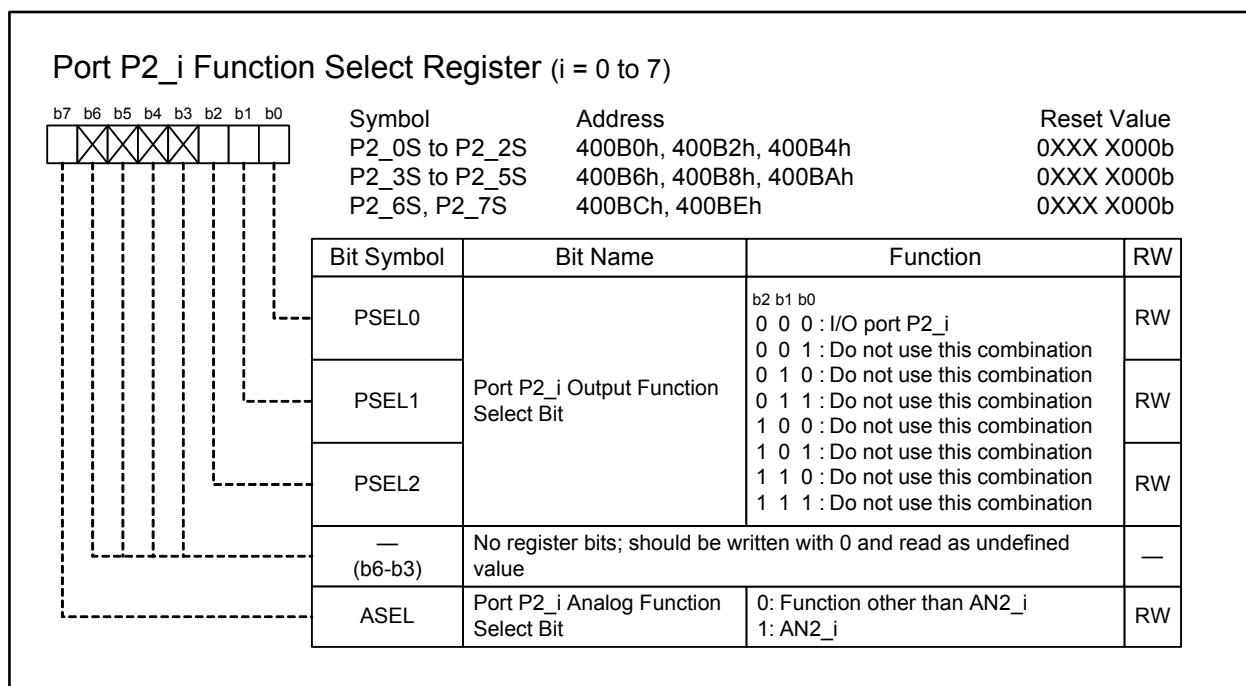 Port P2_i Function Select Register (i = 0 to 7)
b7 b6 b5 b4 b3 b2 b1 b0
Symbol Address Reset Value
P2_0S to P2_2S 400B0h, 400B2h, 400B4h 0XXX X000b
P2_3S to P2_5S 400B6h, 400B8h, 400BAh 0XXX X000b
P2_6S, P2_7S 400BCh, 400BEh 0XXX X000b
Bit Symbol Bit Name Function RW
PSEL0 RW
PSEL1 RW
PSEL2 RW
Port P2_i Output Function
Select Bit
b2 b1 b0
0 0 0 : I/O port P2_i
0 0 1 : Do not use this combination
0 1 0 : Do not use this combination
0 1 1 : Do not use this combination
1 0 0 : Do not use this combination
1 0 1 : Do not use this combination
1 1 0 : Do not use this combination
1 1 1 : Do not use this combination
—
(b6-b3)
No register bits; should be written with 0 and read as undefined
value
—
ASEL
Port P2_i Analog Function
Select Bit
0: Function other than AN2_i
1: AN2_i
RW